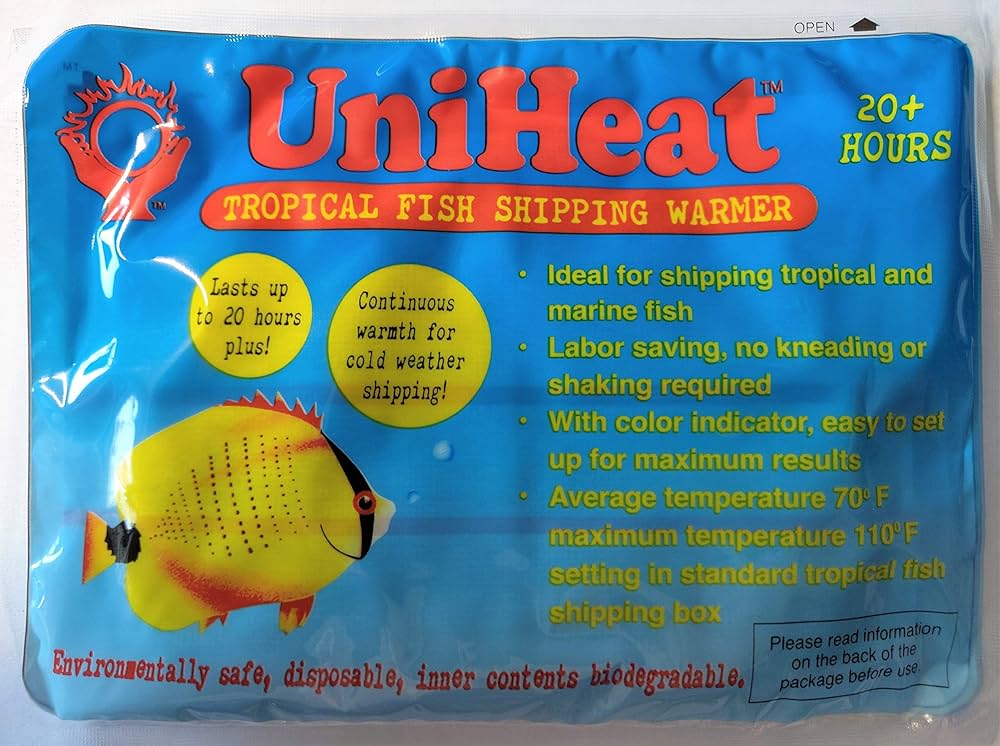 OPEN
UniHeat™
20+
HOURS
TM
TROPICAL FISH SHIPPING WARMER
Lasts up
to 20 hours
plus!
Continuous
warmth for
cold weather
shipping!
• Ideal for shipping tropical and
marine fish
• Labor saving, no kneading or
shaking required
• With color indicator, easy to set
up for maximum results
• Average temperature 70⁰ F
maximum temperature 110⁰ F
setting in standard tropical fish
shipping box
Environmentally safe, disposable, inner contents biodegradable.
Please read information
on the back of the
package before use.